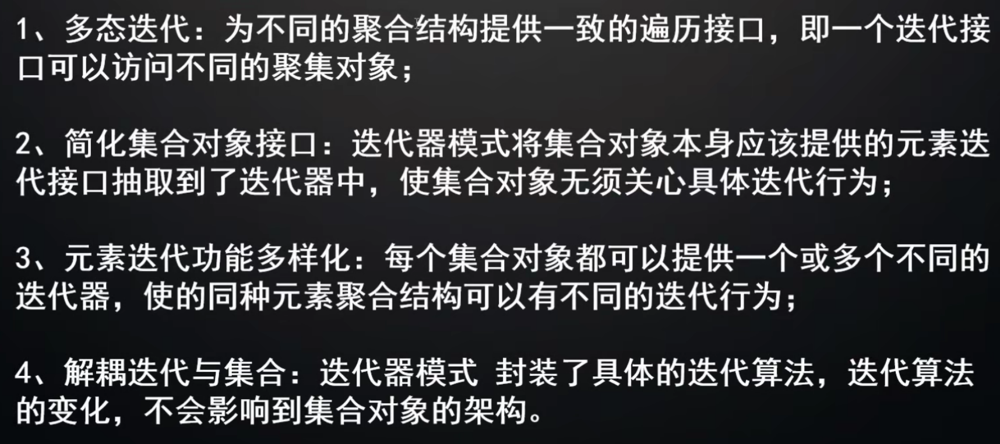 1、多态迭代：为不同的聚合结构提供一致的遍历接口，即一个迭代接
口可以访问不同的聚集对象；
2、简化集合对象接口：迭代器模式将集合对象本身应该提供的元素迭
代接口抽取到了迭代器中，使集合对象无须关心具体迭代行为；
3、元素迭代功能多样化：每个集合对象都可以提供一个或多个不同的
迭代器，使的同种元素聚合结构可以有不同的迭代行为；
4、解耦迭代与集合：迭代器模式 封装了具体的迭代算法，迭代算法
的变化，不会影响到集合对象的架构。